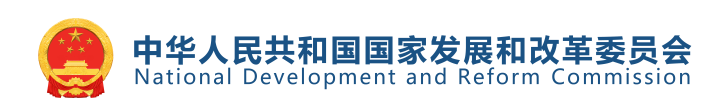 中华人民共和国国家发展和改革委员会
National Development and Reform Commission